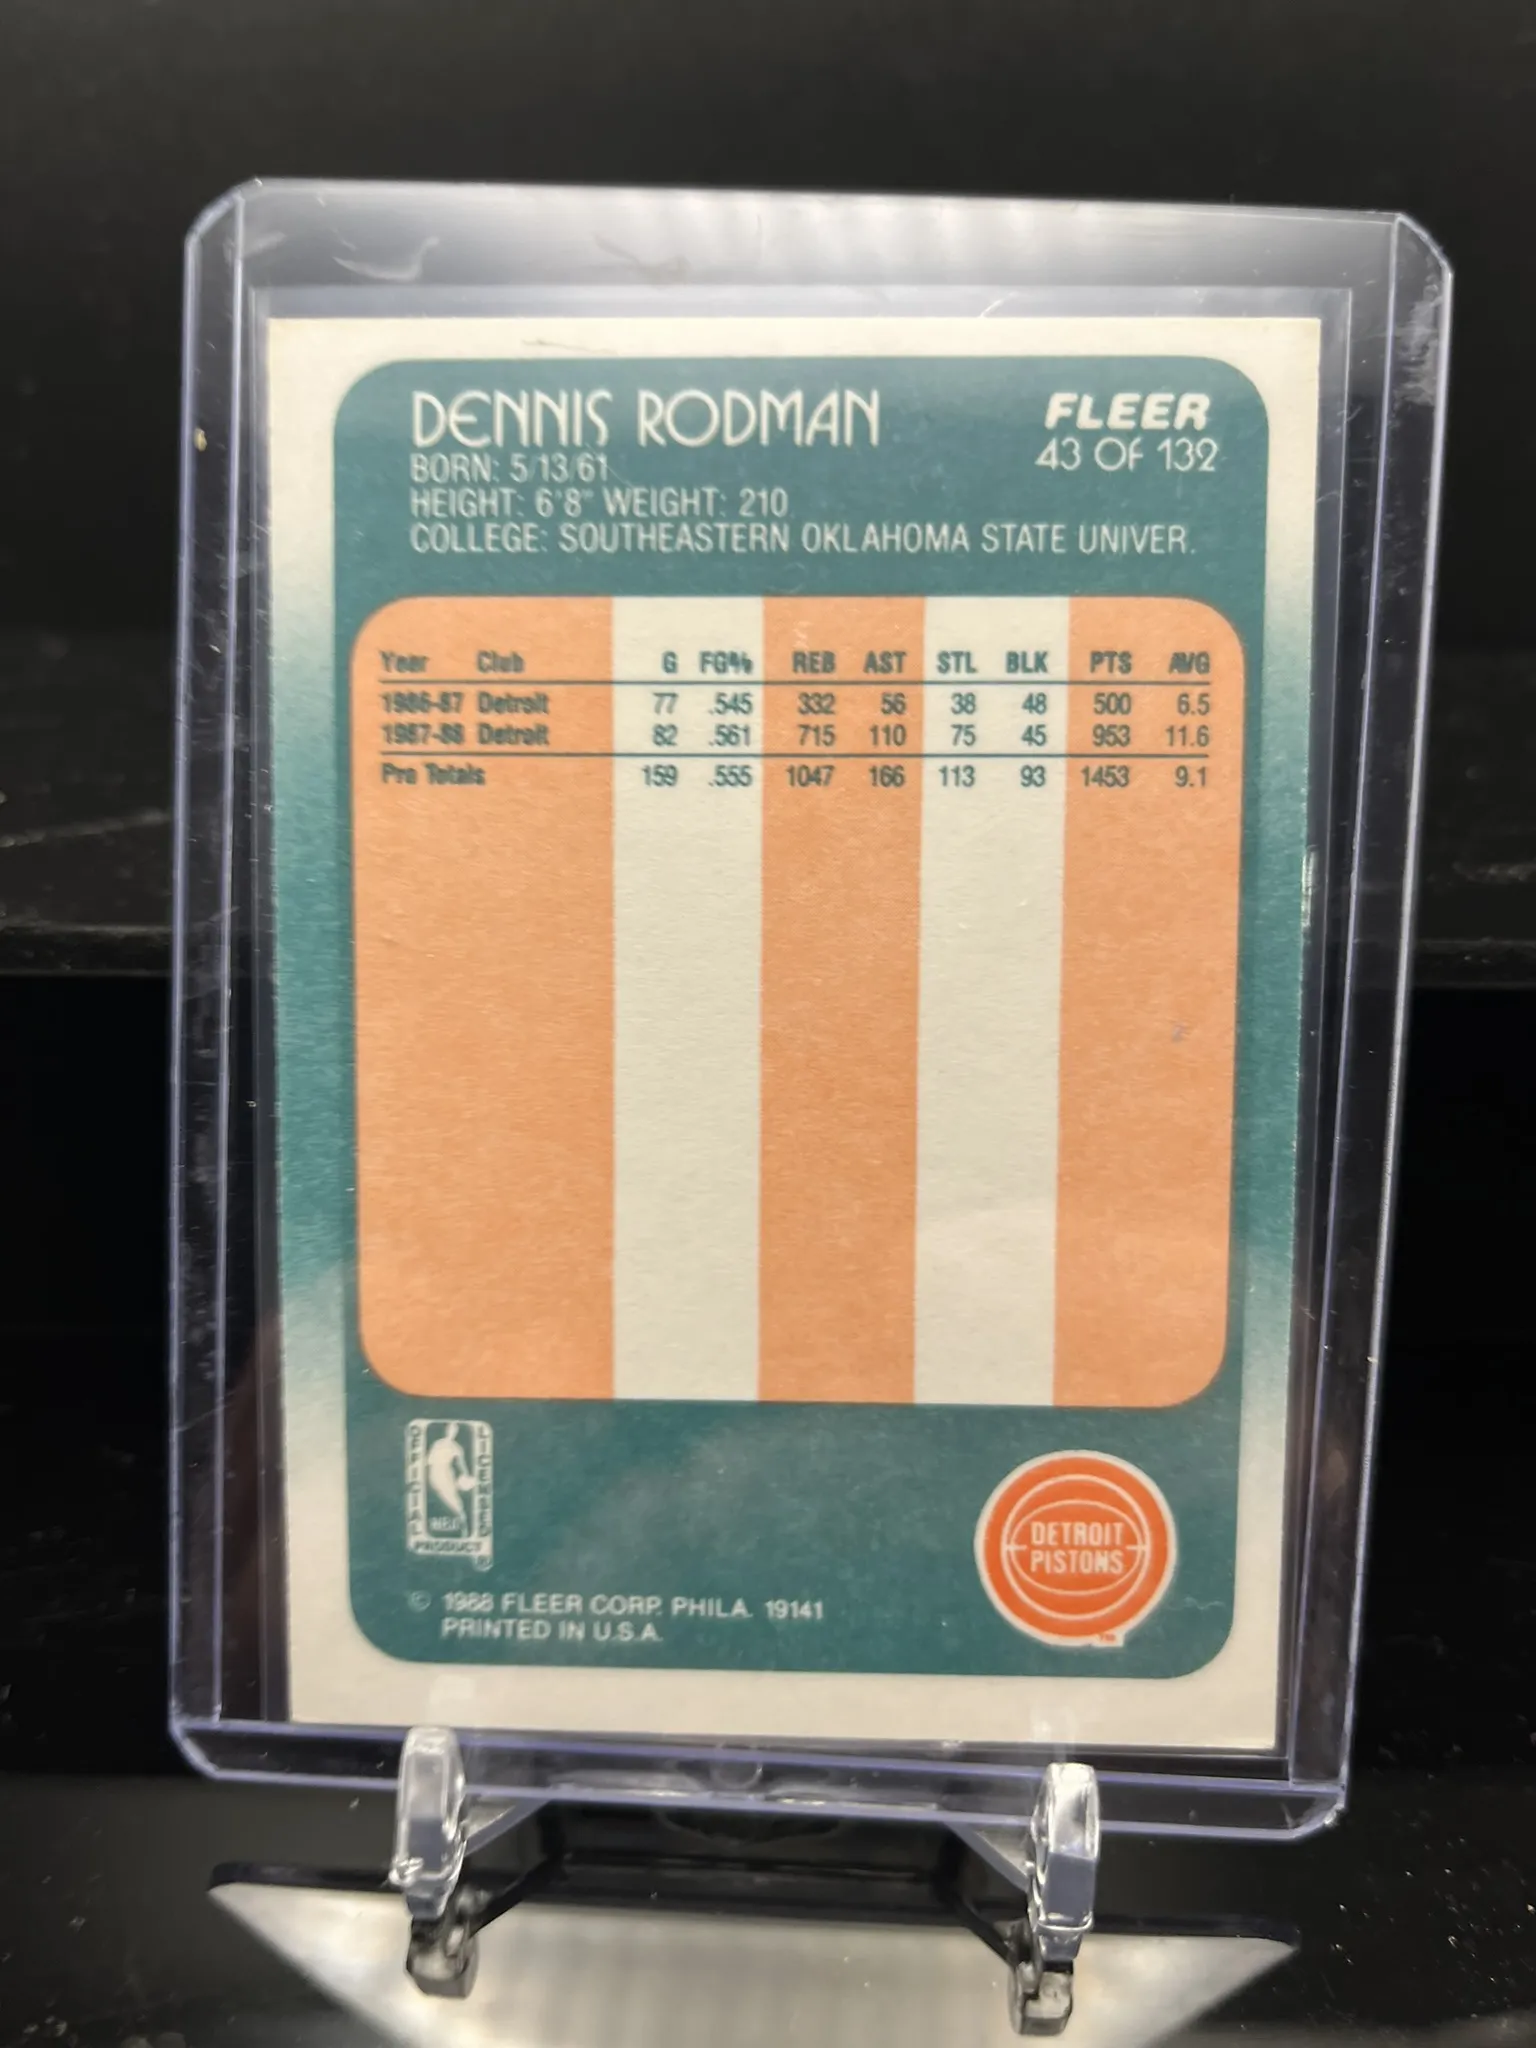 DENNIS RODMAN
FLEER
43 OF 132
BORN: 5/13/61
HEIGHT: 6'8" WEIGHT: 210
COLLEGE: SOUTHEASTERN OKLAHOMA STATE UNIVER.
Year Club G FG% REB AST STL BLK PTS AVG
1986-87 Detroit 77 .545 332 56 38 48 500 6.5
1987-88 Detroit 82 .561 715 110 75 45 953 11.6
Pro Totals 159 .555 1047 166 113 93 1453 9.1
OFFICIAL
LICENSED
NBA
PRODUCT
®
DETROIT
PISTONS
TM
© 1988 FLEER CORP. PHILA. 19141
PRINTED IN U.S.A.